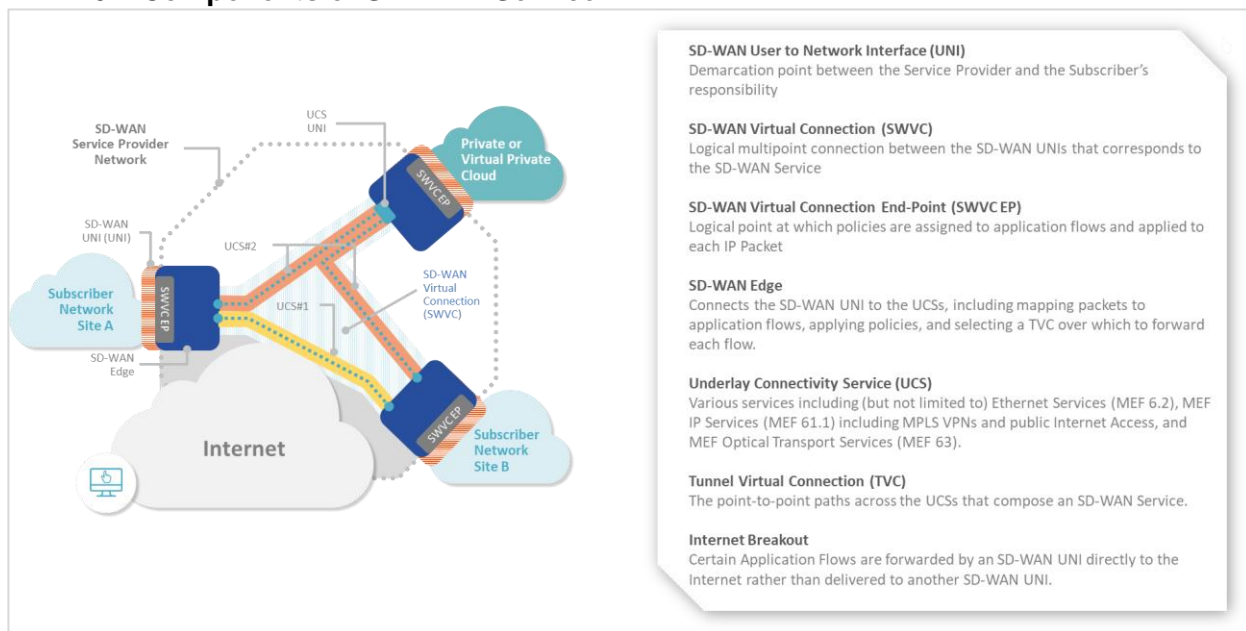 SD-WAN
Service Provider
Network
UCS
UNI
Private or
Virtual Private
Cloud
SWVC EP
SD-WAN
UNI (UNI)
UCS#2
SD-WAN
Virtual
Connection
(SWVC)
Subscriber
Network
Site A
SWVC EP
UCS#1
SD-WAN
Edge
Internet
SWVC EP
Subscriber
Network
Site B
SD-WAN User to Network Interface (UNI)
Demarcation point between the Service Provider and the Subscriber’s
responsibility
SD-WAN Virtual Connection (SWVC)
Logical multipoint connection between the SD-WAN UNIs that corresponds to
the SD-WAN Service
SD-WAN Virtual Connection End-Point (SWVC EP)
Logical point at which policies are assigned to application flows and applied to
each IP Packet
SD-WAN Edge
Connects the SD-WAN UNI to the UCSs, including mapping packets to
application flows, applying policies, and selecting a TVC over which to forward
each flow.
Underlay Connectivity Service (UCS)
Various services including (but not limited to) Ethernet Services (MEF 6.2), MEF
IP Services (MEF 61.1) including MPLS VPNs and public Internet Access, and
MEF Optical Transport Services (MEF 63).
Tunnel Virtual Connection (TVC)
The point-to-point paths across the UCSs that compose an SD-WAN Service.
Internet Breakout
Certain Application Flows are forwarded by an SD-WAN UNI directly to the
Internet rather than delivered to another SD-WAN UNI.